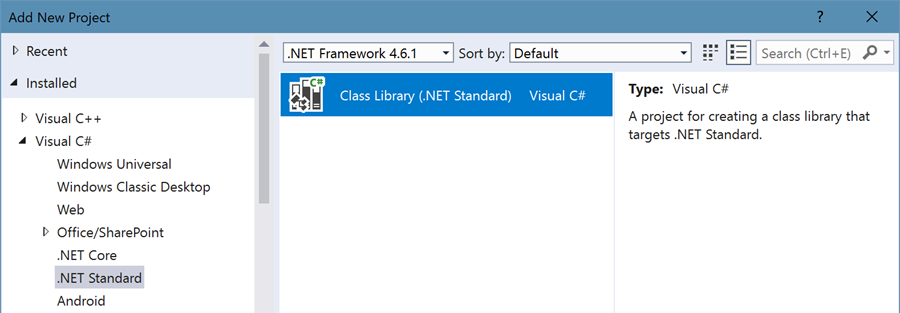 Add New Project ?
Recent
.NET Framework 4.6.1 Sort by: Default Search (Ctrl+E)
Installed
C# Class Library (.NET Standard) Visual C#
Type: Visual C#
A project for creating a class library that
targets .NET Standard.
Visual C++
Visual C#
Windows Universal
Windows Classic Desktop
Web
Office/SharePoint
.NET Core
.NET Standard
Android